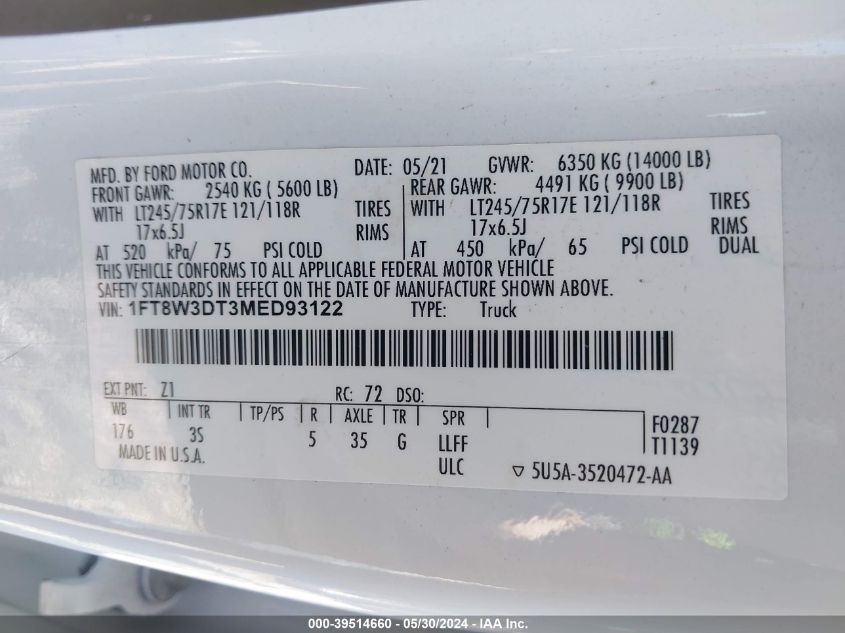 MFD. BY FORD MOTOR CO. DATE: 05/21 GVWR: 6350 KG (14000 LB)
FRONT GAWR: 2540 KG ( 5600 LB) REAR GAWR: 4491 KG ( 9900 LB)
WITH LT245/75R17E 121/118R TIRES WITH LT245/75R17E 121/118R TIRES
17x6.5J RIMS 17x6.5J RIMS
AT 520 kPa/ 75 PSI COLD AT 450 kPa/ 65 PSI COLD DUAL
THIS VEHICLE CONFORMS TO ALL APPLICABLE FEDERAL MOTOR VEHICLE
SAFETY STANDARDS IN EFFECT ON THE DATE OF MANUFACTURE SHOWN ABOVE.
VIN: 1FT8W3DT3MED93122 TYPE: Truck
EXT PNT: Z1 RC: 72 DSO:
WB INT TR TP/PS R AXLE TR SPR F0287
176 3S 5 35 G LLFF T1139
MADE IN U.S.A. ULC ▽ 5U5A-3520472-AA
000-39514660 - 05/30/2024 - IAA Inc.